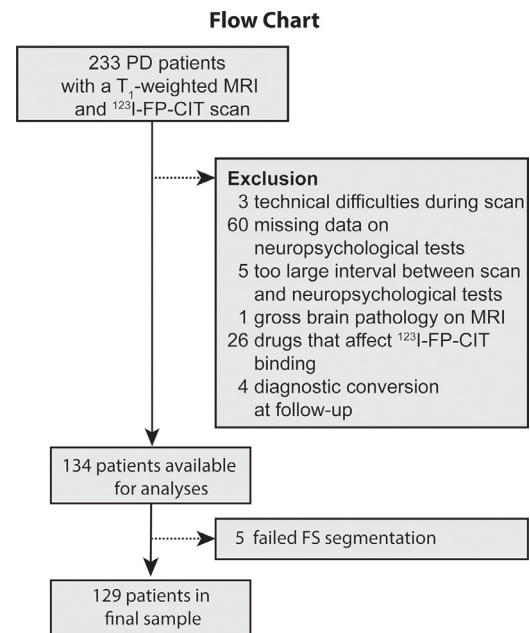 Flow Chart
233 PD patients
with a T₁-weighted MRI
and ¹²³I-FP-CIT scan
Exclusion
3 technical difficulties during scan
60 missing data on
neuropsychological tests
5 too large interval between scan
and neuropsychological tests
1 gross brain pathology on MRI
26 drugs that affect ¹²³I-FP-CIT
binding
4 diagnostic conversion
at follow-up
134 patients available
for analyses
5 failed FS segmentation
129 patients in
final sample